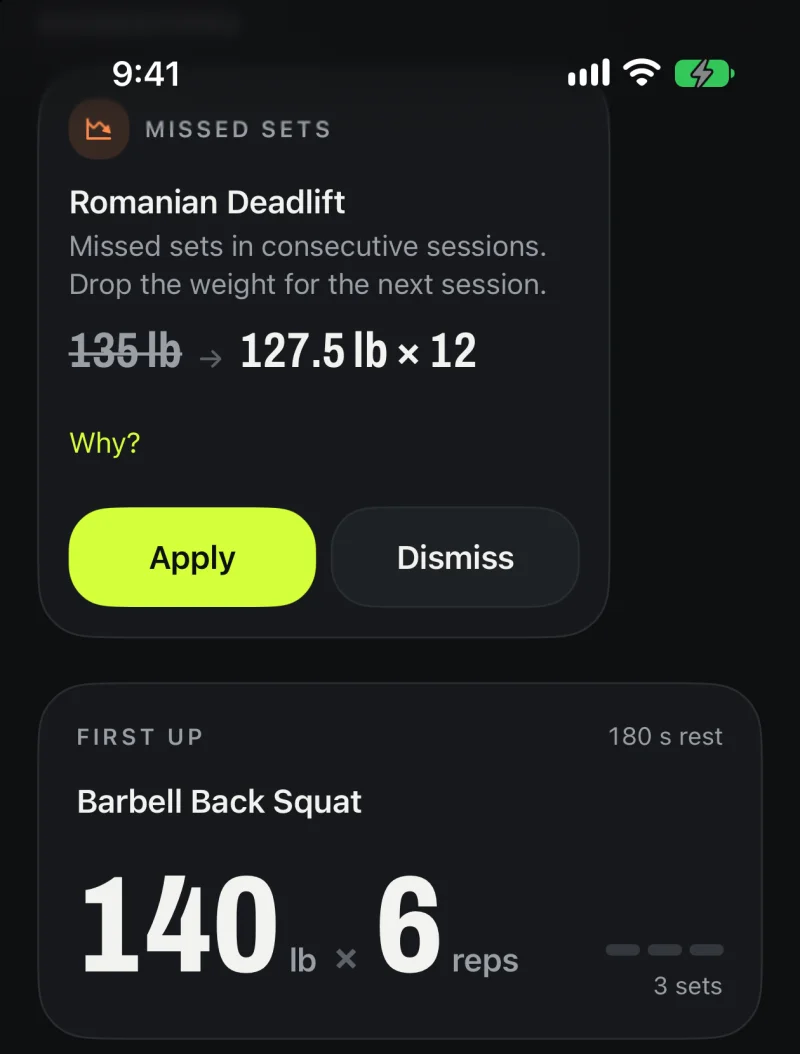 9:41
MISSED SETS
Romanian Deadlift
Missed sets in consecutive sessions.
Drop the weight for the next session.
135 lb → 127.5 lb × 12
Why?
Apply Dismiss
FIRST UP 180 s rest
Barbell Back Squat
140 lb × 6 reps
3 sets